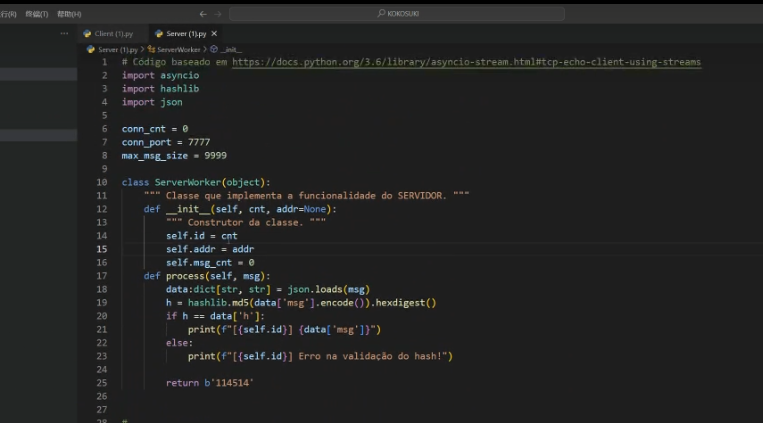 行(R) 终端(T) 帮助(H)
KOKOSUKI
Client (1).py
Server (1).py
Server (1).py > ServerWorker > __init__
1 # Código baseado em https://docs.python.org/3.6/library/asyncio-stream.html#tcp-echo-client-using-streams
2 import asyncio
3 import hashlib
4 import json
5
6 conn_cnt = 0
7 conn_port = 7777
8 max_msg_size = 9999
9
10 class ServerWorker(object):
11 """ Classe que implementa a funcionalidade do SERVIDOR. """
12 def __init__(self, cnt, addr=None):
13 """ Construtor da classe. """
14 self.id = cnt
15 self.addr = addr
16 self.msg_cnt = 0
17 def process(self, msg):
18 data:dict[str, str] = json.loads(msg)
19 h = hashlib.md5(data['msg'].encode()).hexdigest()
20 if h == data['h']:
21 print(f"[{self.id}] {data['msg']}")
22 else:
23 print(f"[{self.id}] Erro na validação do hash!")
24
25 return b'114514'
26
27
28 #